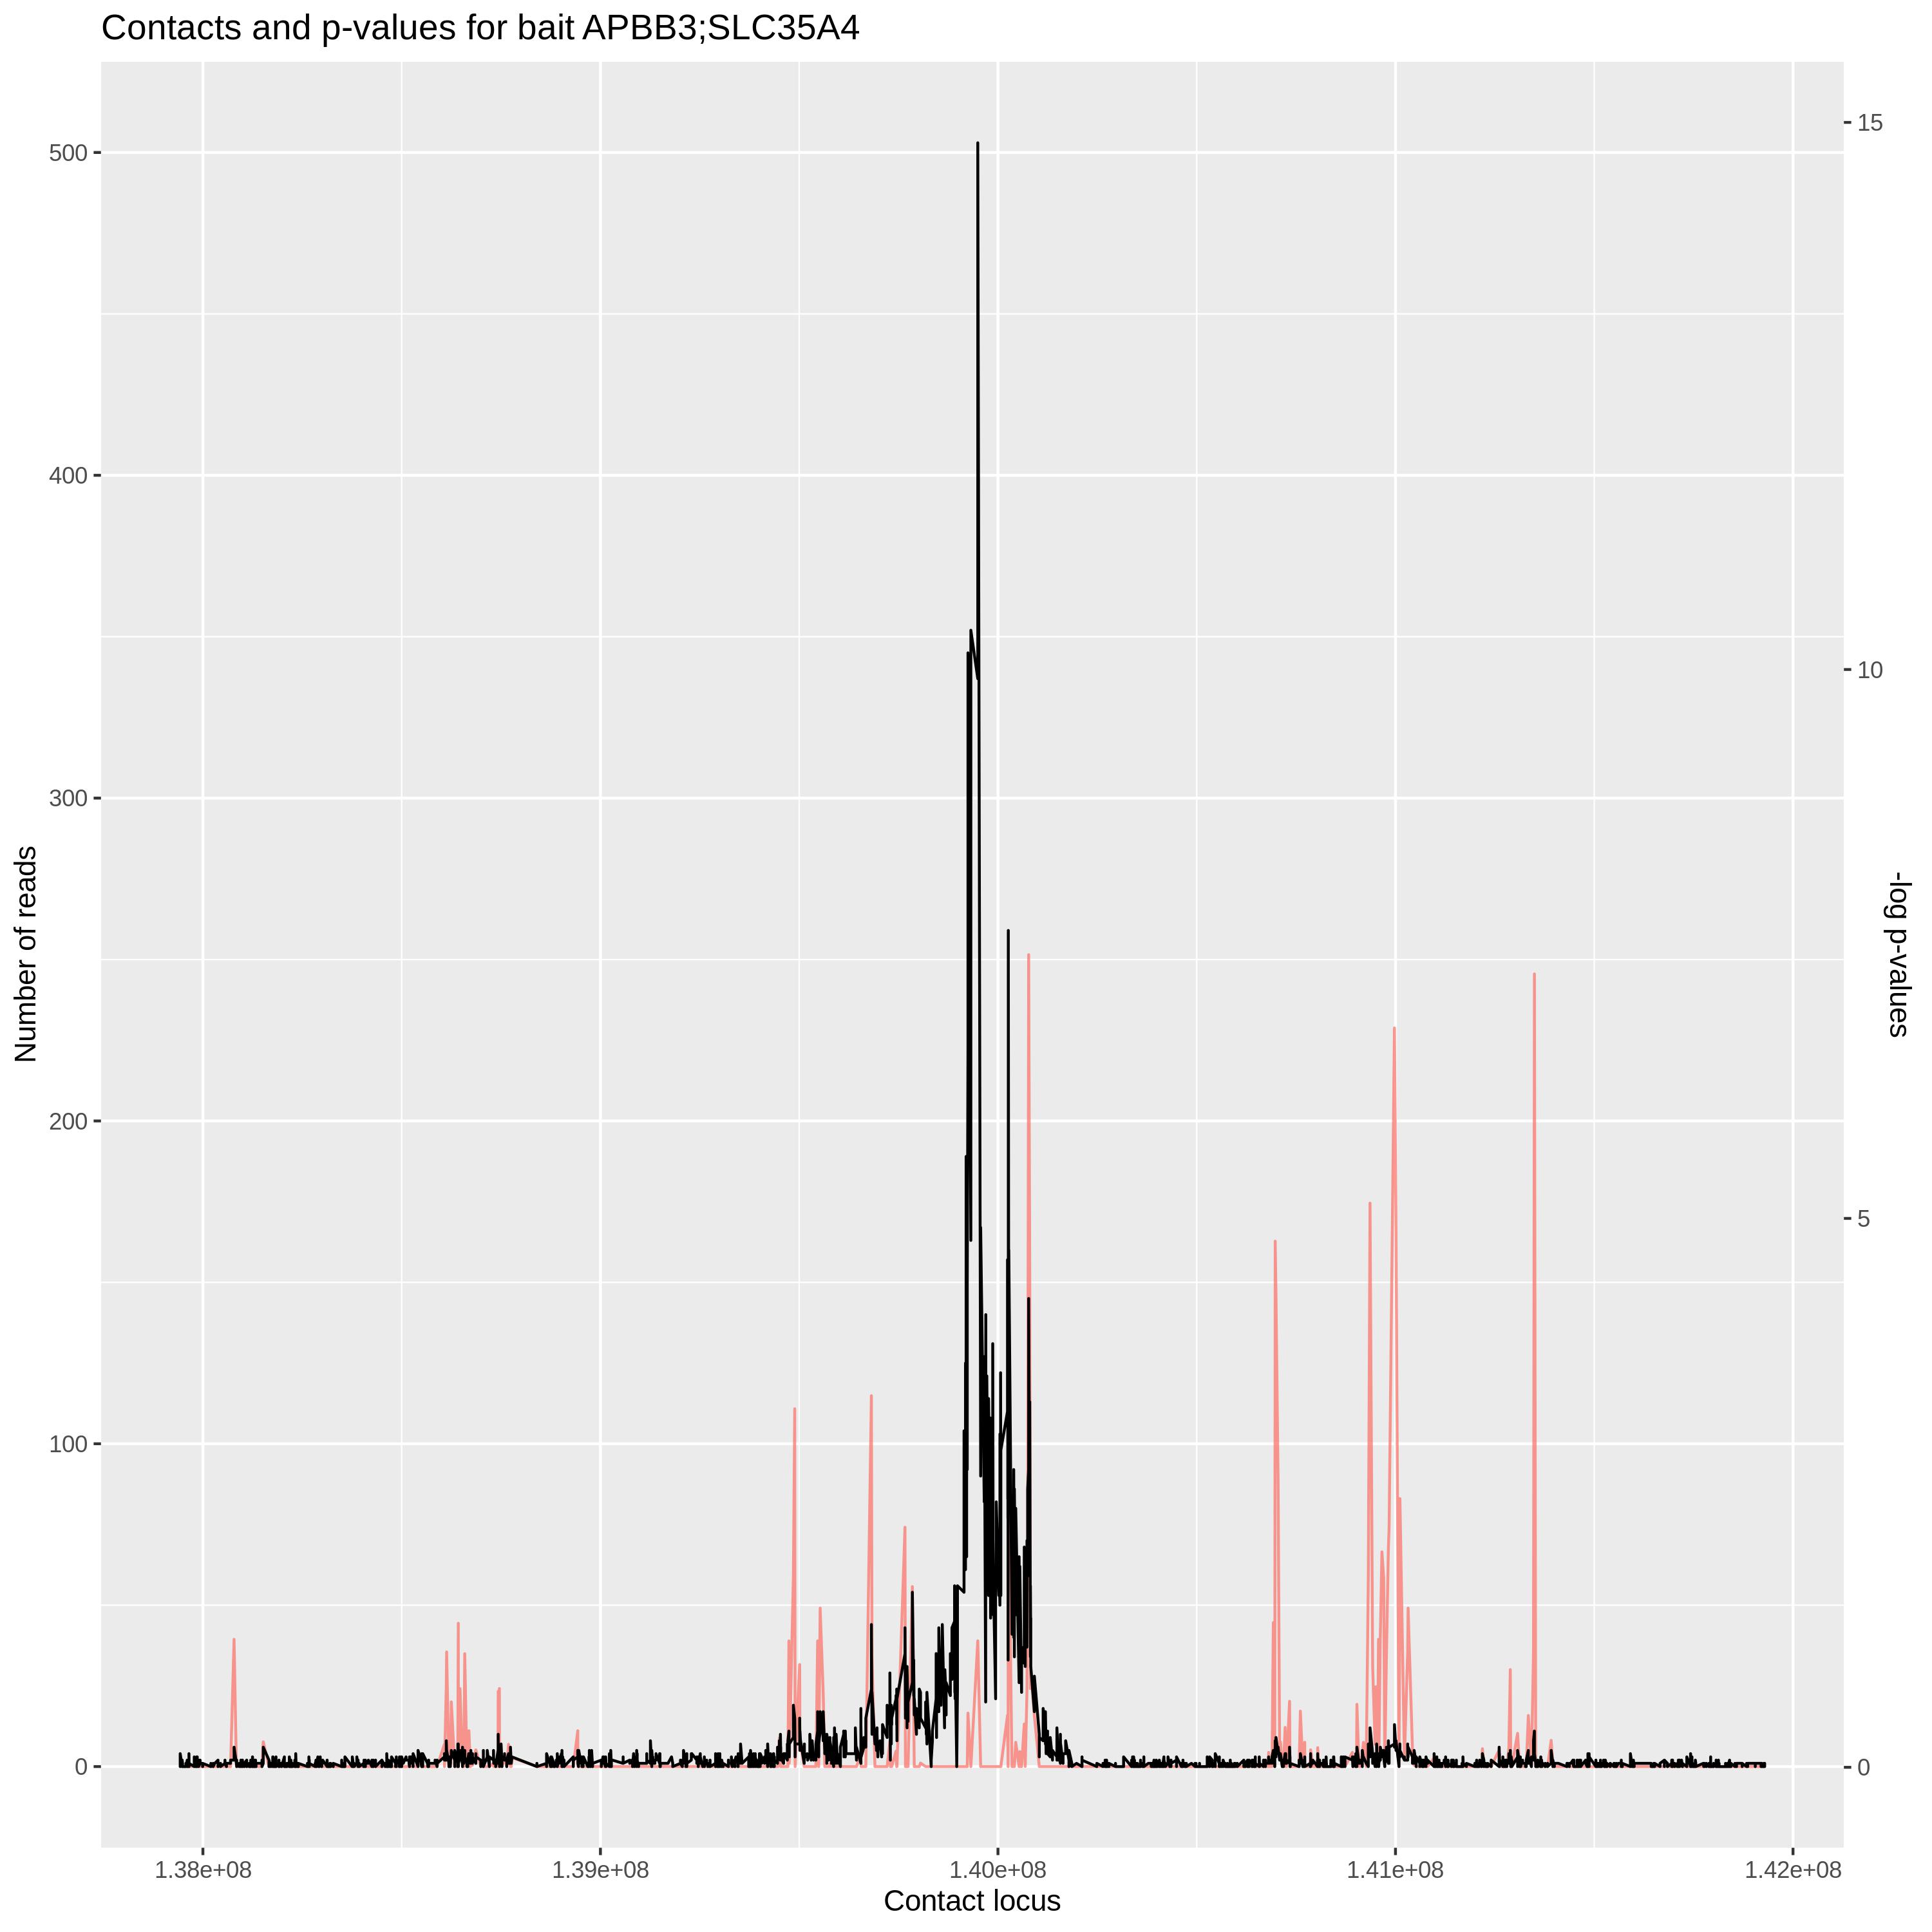 Contacts and p-values for bait APBB3;SLC35A4
500
400
300
200
100
0
Number of reads
15
10
5
0
-log p-values
1.38e+08
1.39e+08
1.40e+08
1.41e+08
1.42e+08
Contact locus